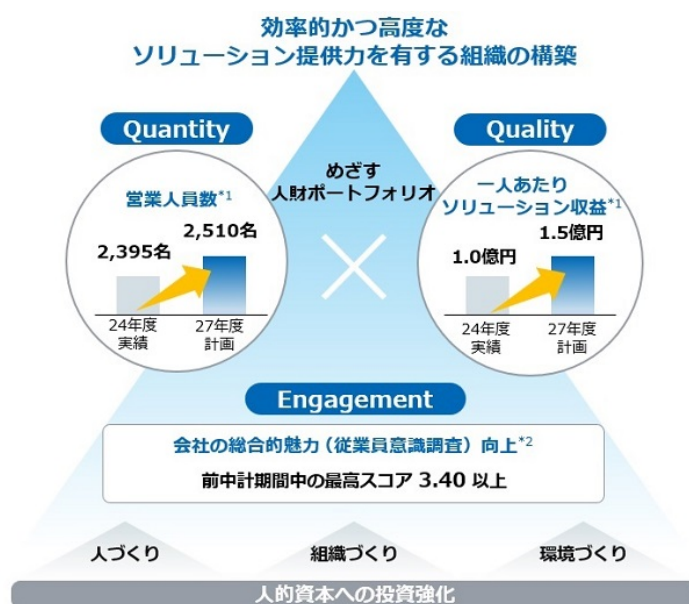 効率的かつ高度な
ソリューション提供力を有する組織の構築
Quantity
営業人員数*1
2,395名
2,510名
24年度
実績
27年度
計画
めざす
人財ポートフォリオ
×
Quality
一人あたり
ソリューション収益*1
1.0億円
1.5億円
24年度
実績
27年度
計画
Engagement
会社の総合的魅力（従業員意識調査）向上*2
前中計期間中の最高スコア 3.40 以上
人づくり
組織づくり
環境づくり
人的資本への投資強化